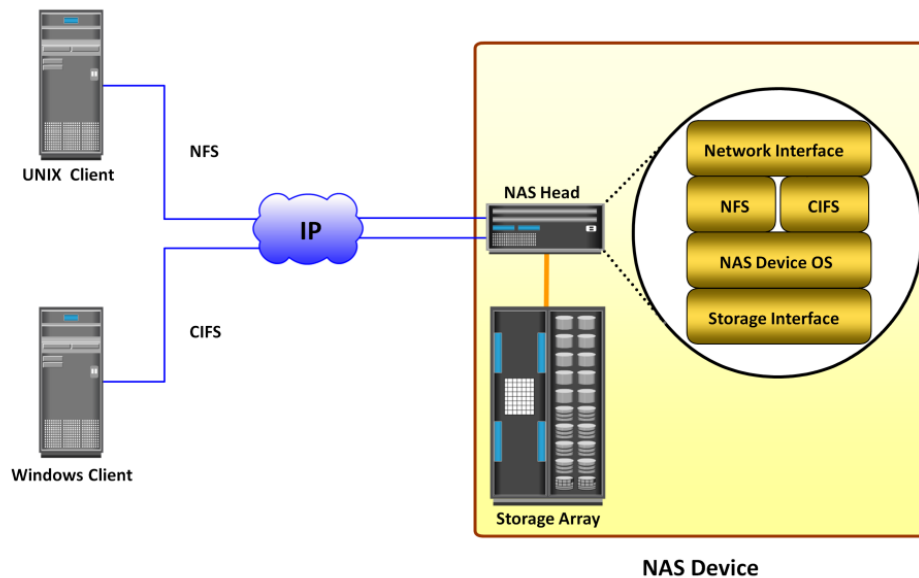 UNIX Client
NFS
IP
CIFS
Windows Client
NAS Head
Network Interface
NFS
CIFS
NAS Device OS
Storage Interface
Storage Array
NAS Device